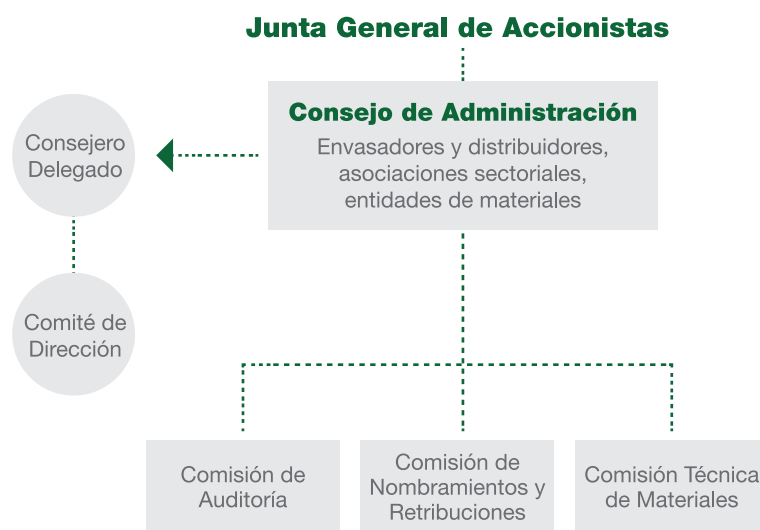 Junta General de Accionistas
Consejo de Administración
Envasadores y distribuidores,
asociaciones sectoriales,
entidades de materiales
Consejero
Delegado
Comité de
Dirección
Comisión de
Auditoría
Comisión de
Nombramientos y
Retribuciones
Comisión Técnica
de Materiales